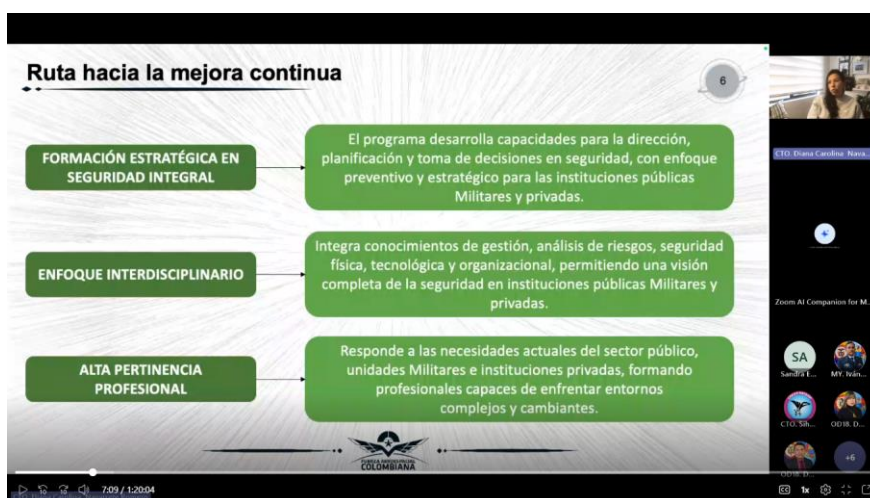 Ruta hacia la mejora continua
6
FORMACIÓN ESTRATÉGICA EN
SEGURIDAD INTEGRAL
El programa desarrolla capacidades para la dirección,
planificación y toma de decisiones en seguridad, con enfoque
preventivo y estratégico para las instituciones públicas
Militares y privadas.
ENFOQUE INTERDISCIPLINARIO
Integra conocimientos de gestión, análisis de riesgos, seguridad
física, tecnológica y organizacional, permitiendo una visión
completa de la seguridad en instituciones públicas Militares y
privadas.
ALTA PERTINENCIA
PROFESIONAL
Responde a las necesidades actuales del sector público,
unidades Militares e instituciones privadas, formando
profesionales capaces de enfrentar entornos
complejos y cambiantes.
COLOMBIANA
CTO. Diana Carolina Nava...
Zoom AI Companion for M...
SA
Sandra E...
MY. Iván...
CTO. Sih...
OD18. D...
OD18. D...
+6
7:09 / 1:20:04
CC
1x